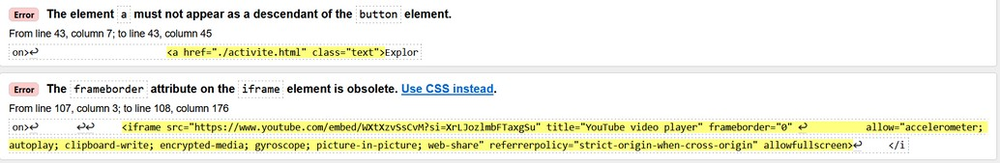 Error The element a must not appear as a descendant of the button element.
From line 43, column 7; to line 43, column 45
on>↩ <a href="./activite.html" class="text">Explor
Error The frameborder attribute on the iframe element is obsolete. Use CSS instead.
From line 107, column 3; to line 108, column 176
on>↩ ↩↩ <iframe src="https://www.youtube.com/embed/WXtXzvSsCvM?si=XrLJozlmbFTaxgSu" title="YouTube video player" frameborder="0" ↩ allow="accelerometer;
autoplay; clipboard-write; encrypted-media; gyroscope; picture-in-picture; web-share" referrerpolicy="strict-origin-when-cross-origin" allowfullscreen>↩ </i